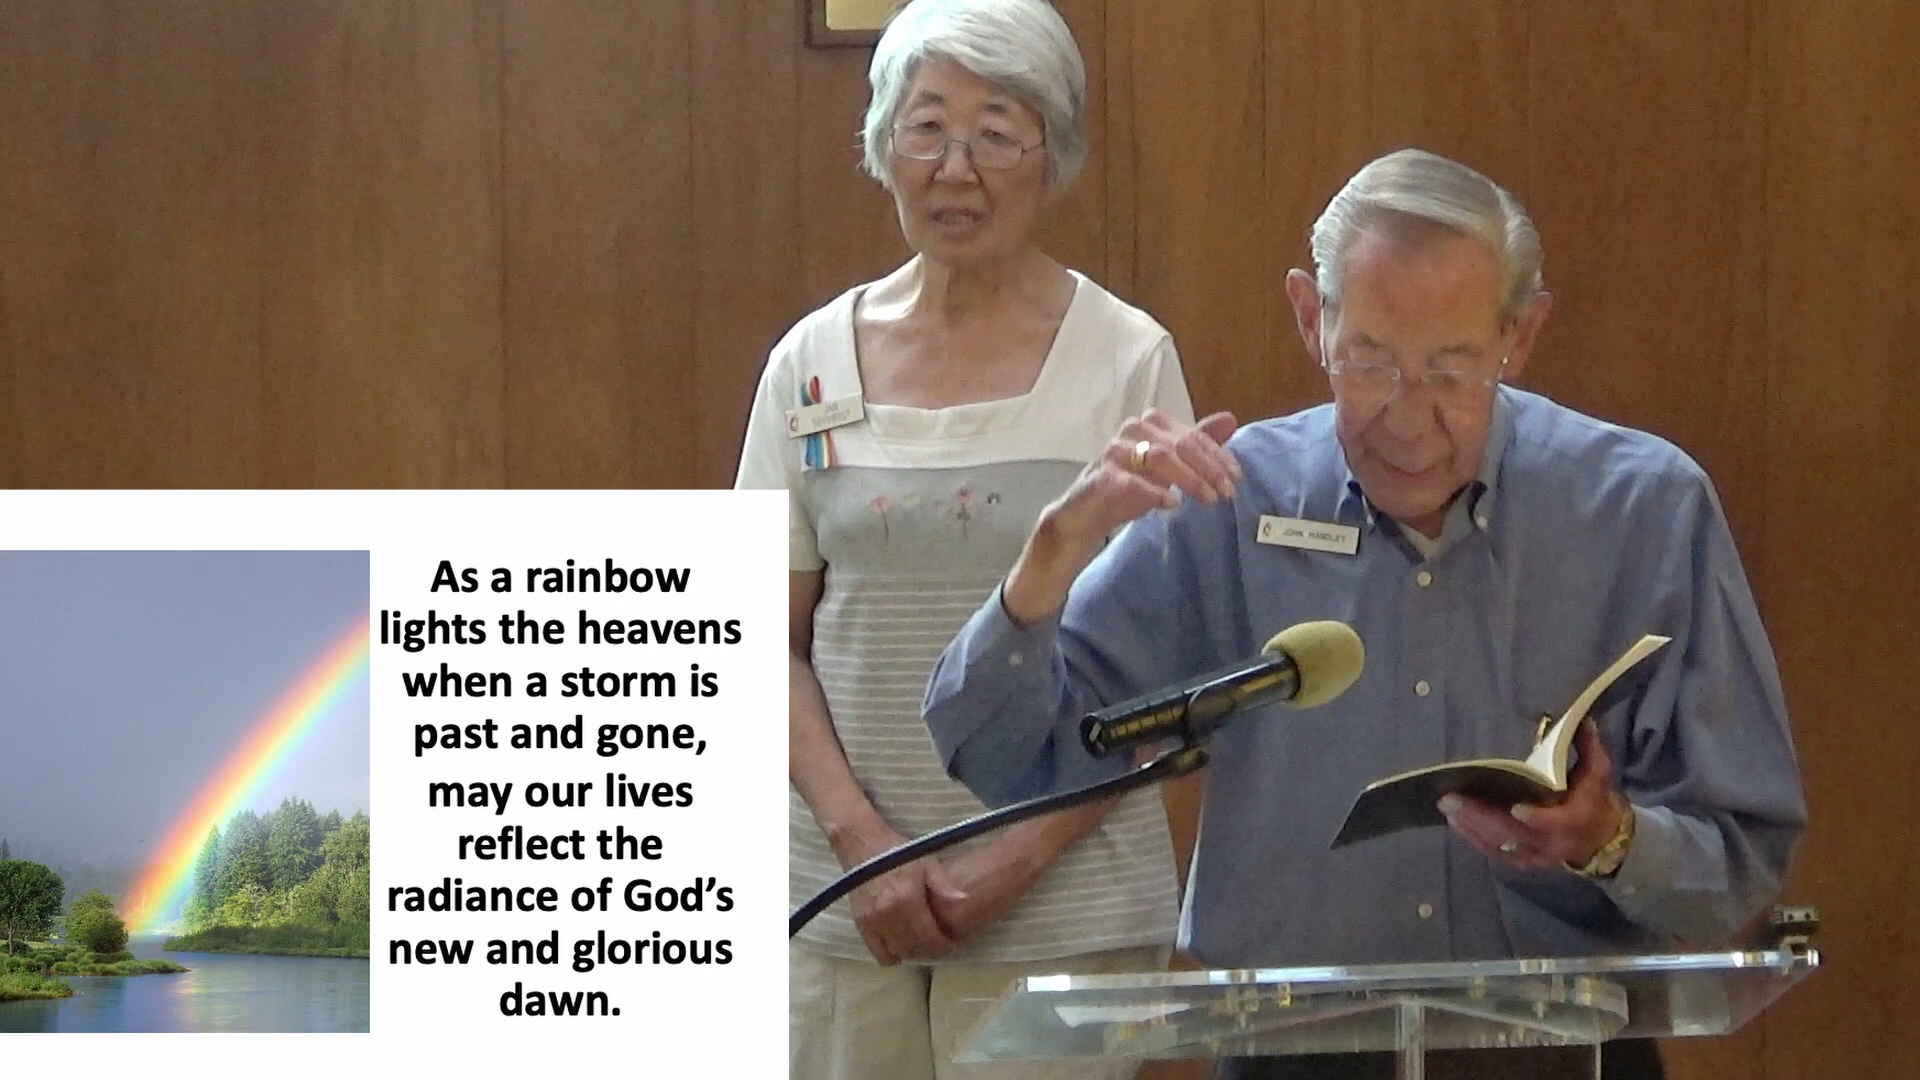 As a rainbow
lights the heavens
when a storm is
past and gone,
may our lives
reflect the
radiance of God’s
new and glorious
dawn.
JAN
JOHN HANDLEY